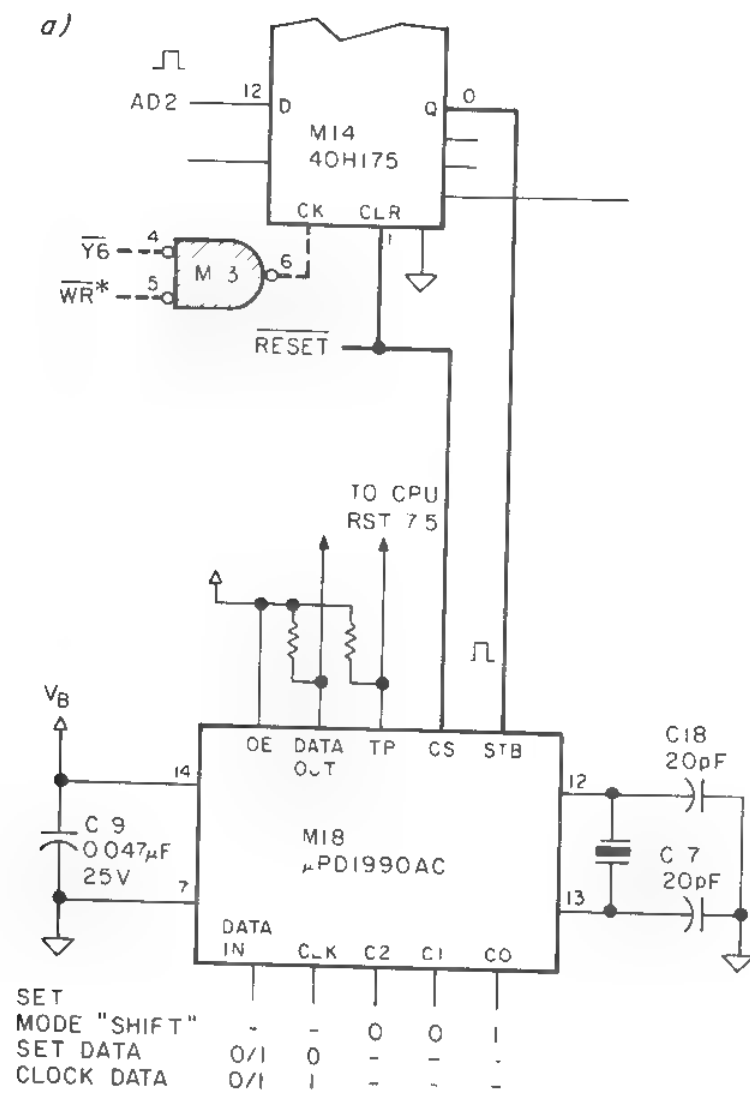 a)
AD2
12
D
Q
0
M14
40H175
CK
CLR
1
Y6
4
M 3
6
WR*
5
RESET
TO CPU
RST 7.5
VB
OE DATA OUT TP CS STB
14
C 9
0.047µF
25V
7
M18
µPD1990AC
12
C18
20pF
C 7
20pF
13
DATA IN CLK C2 C1 C0
SET
MODE "SHIFT" - - 0 0 1
SET DATA 0/1 0 - - -
CLOCK DATA 0/1 1 - - -